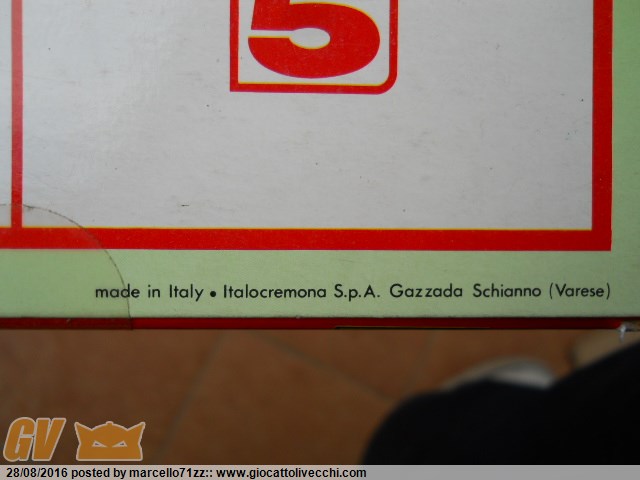 5
made in Italy • Italocremona S.p.A. Gazzada Schianno (Varese)
GV
28/08/2016 posted by marcello71zz:: www.giocattolivecchi.com